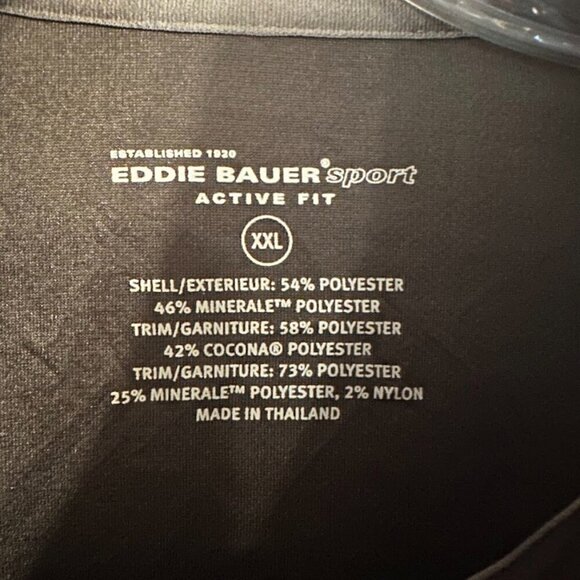 ESTABLISHED 1920
EDDIE BAUER® sport
ACTIVE FIT
XXL
SHELL/EXTERIEUR: 54% POLYESTER
46% MINERALE™ POLYESTER
TRIM/GARNITURE: 58% POLYESTER
42% COCONA® POLYESTER
TRIM/GARNITURE: 73% POLYESTER
25% MINERALE™ POLYESTER, 2% NYLON
MADE IN THAILAND